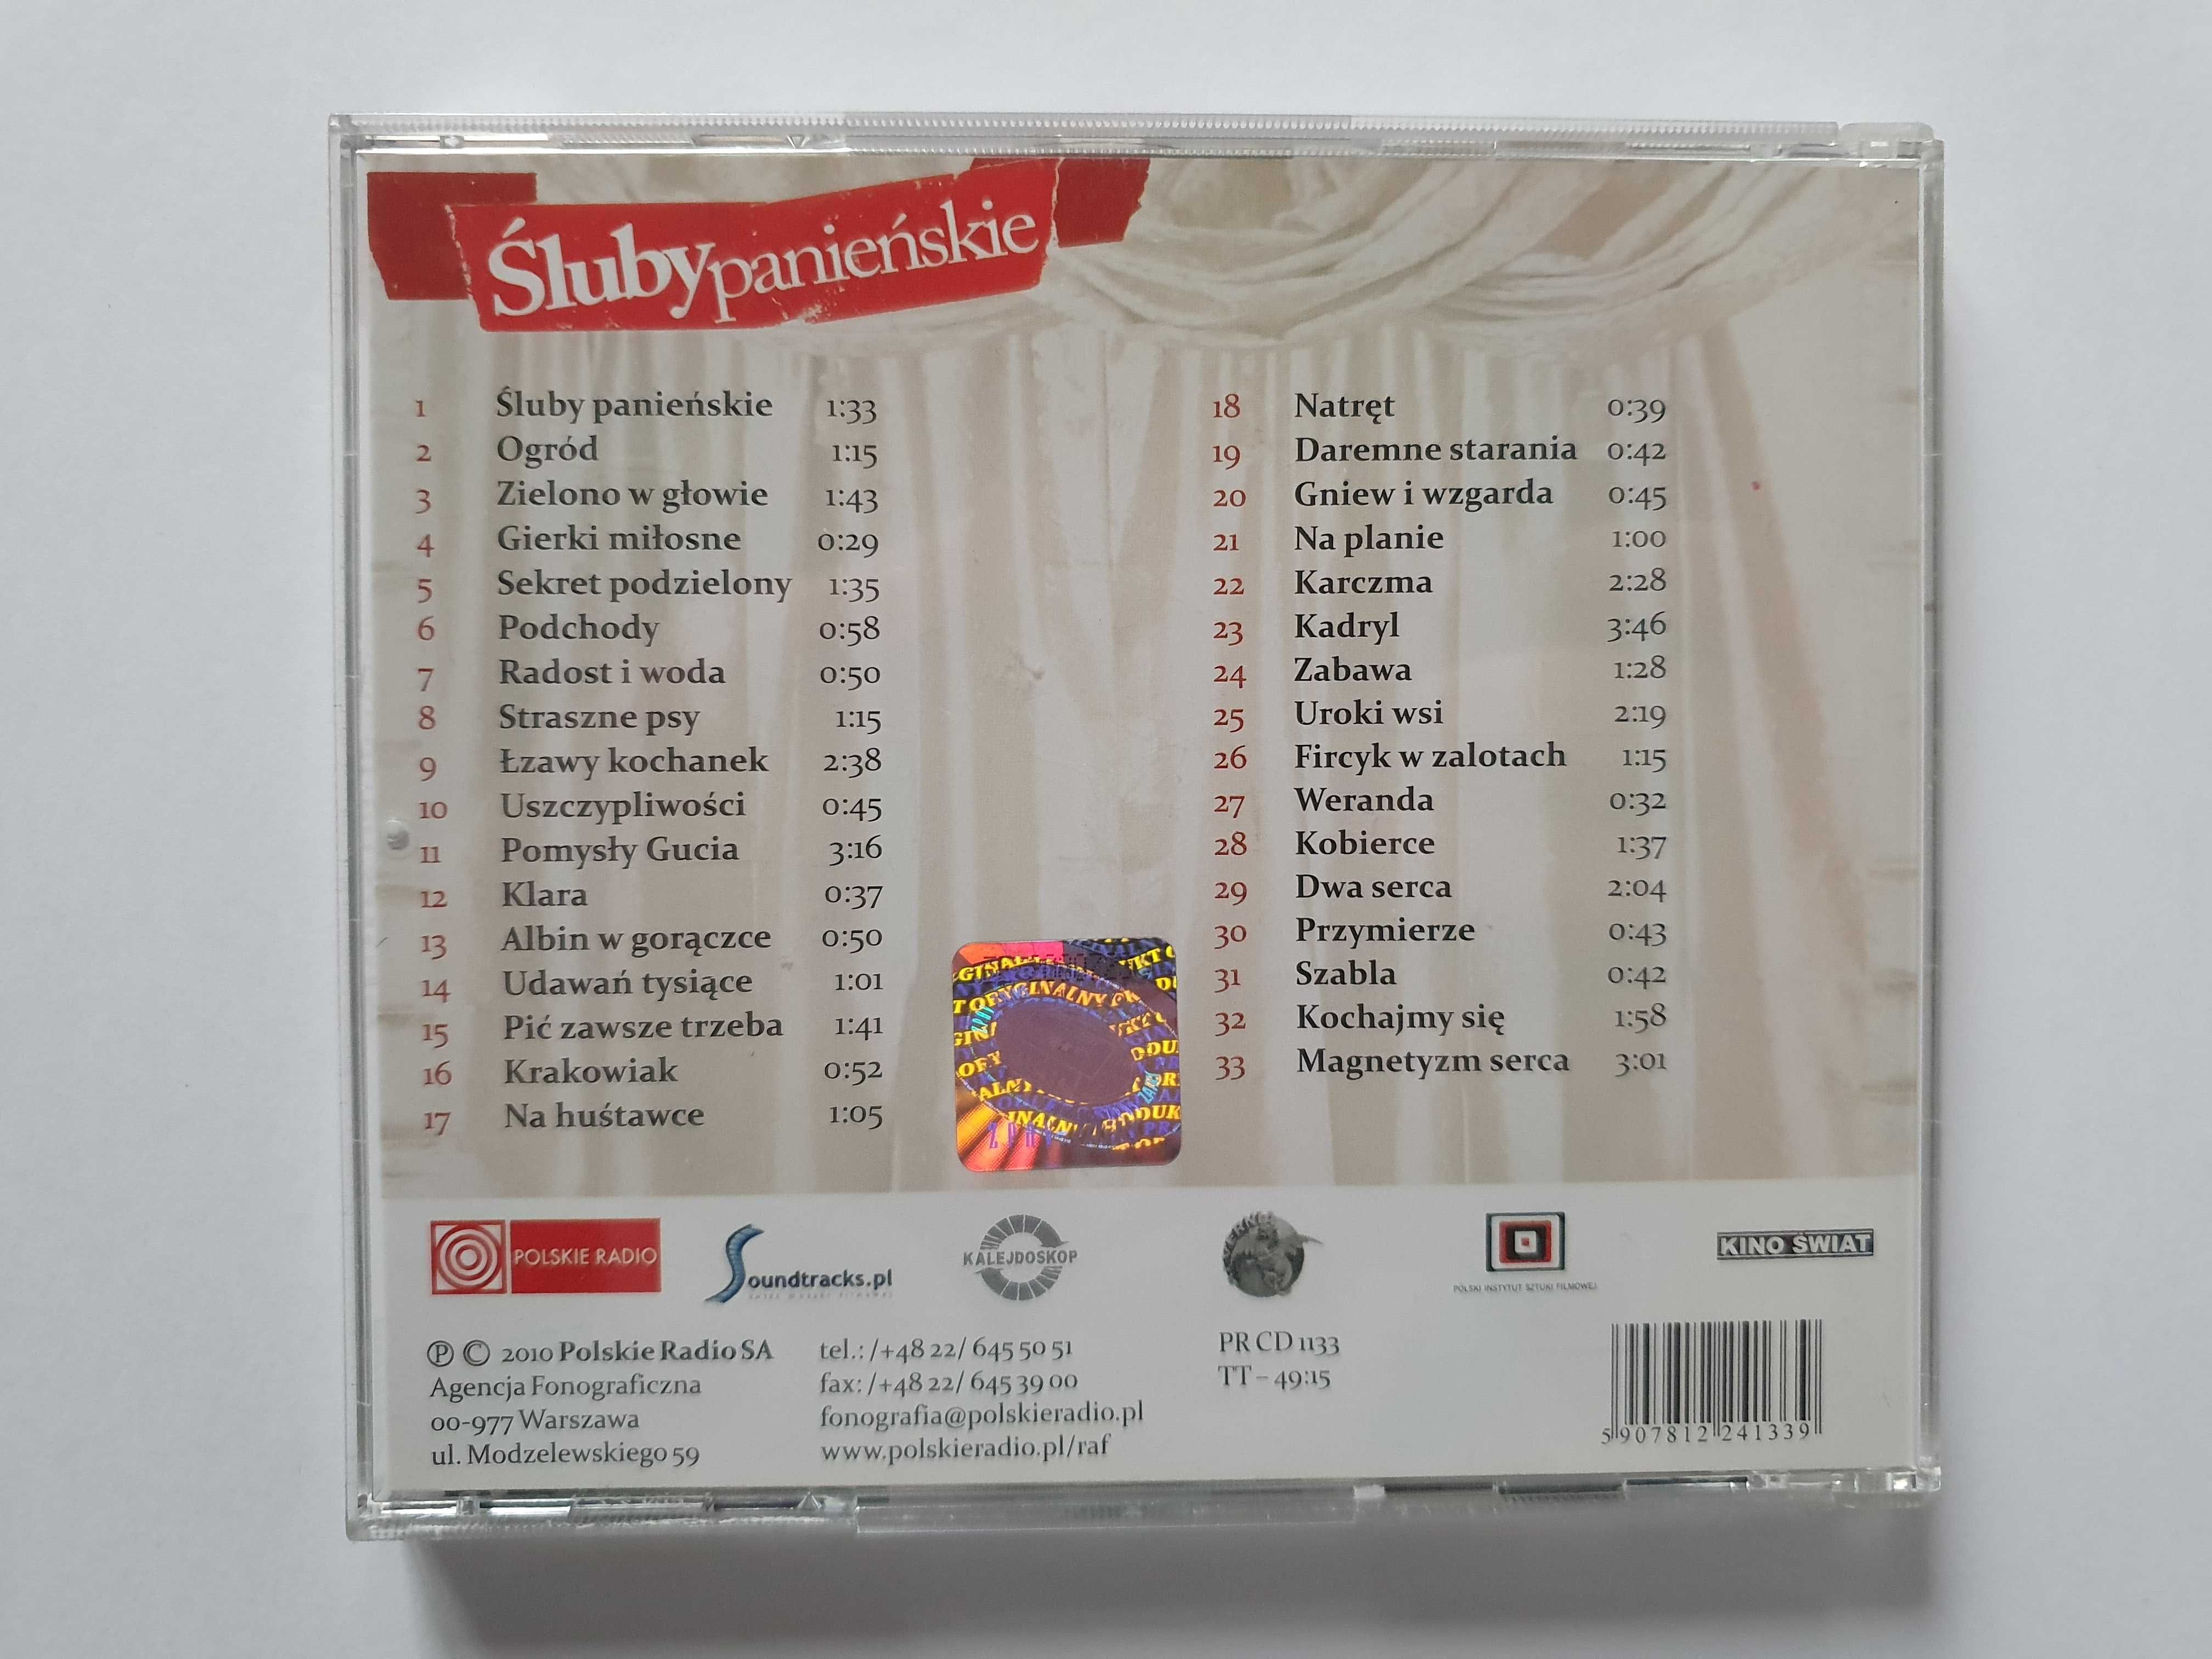 Śluby panieńskie
1 Śluby panieńskie 1:33
2 Ogród 1:15
3 Zielono w głowie 1:43
4 Gierki miłosne 0:29
5 Sekret podzielony 1:35
6 Podchody 0:58
7 Radost i woda 0:50
8 Straszne psy 1:15
9 Łzawy kochanek 2:38
10 Uszczypliwości 0:45
11 Pomysły Gucia 3:16
12 Klara 0:37
13 Albin w gorączce 0:50
14 Udawań tysiące 1:01
15 Pić zawsze trzeba 1:41
16 Krakowiak 0:52
17 Na huśtawce 1:05
18 Natręt 0:39
19 Daremne starania 0:42
20 Gniew i wzgarda 0:45
21 Na planie 1:00
22 Karczma 2:28
23 Kadryl 3:46
24 Zabawa 1:28
25 Uroki wsi 2:19
26 Fircyk w zalotach 1:15
27 Weranda 0:32
28 Kobierce 1:37
29 Dwa serca 2:04
30 Przymierze 0:43
31 Szabla 0:42
32 Kochajmy się 1:58
33 Magnetyzm serca 3:01
ORYGINALNY
POLSKIE RADIO
Soundtracks.pl
KALEJDOSKOP
POLSKI INSTYTUT SZTUKI FILMOWEJ
KINO ŚWIAT
Ⓟ © 2010 Polskie Radio SA
Agencja Fonograficzna
00-977 Warszawa
ul. Modzelewskiego 59
tel.: /+48 22/ 645 50 51
fax: /+48 22/ 645 39 00
fonografia@polskieradio.pl
www.polskieradio.pl/raf
PR CD 1133
TT – 49:15
5 907812 241339